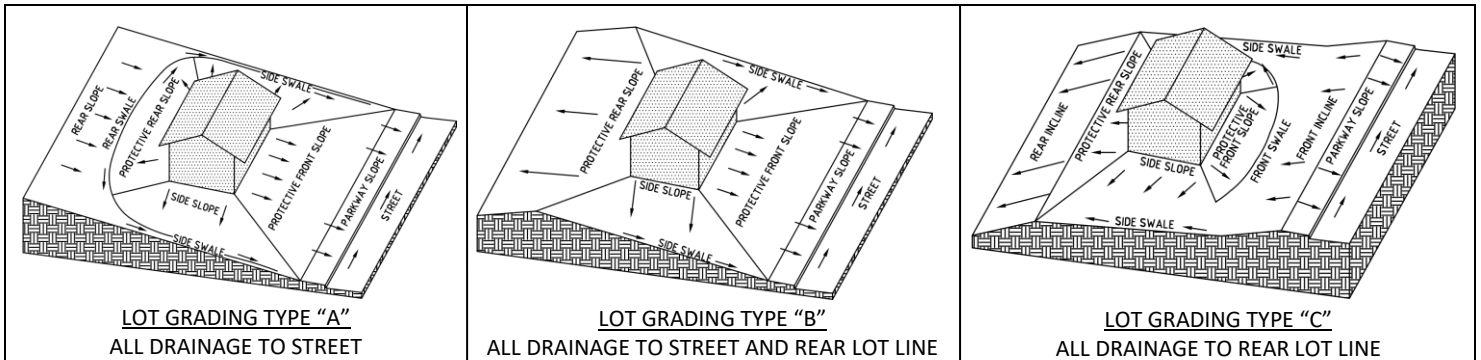 REAR SLOPE
REAR SWALE
PROTECTIVE REAR SLOPE
SIDE SWALE
SIDE SLOPE
SIDE SWALE
PROTECTIVE FRONT SLOPE
PARKWAY SLOPE
STREET
LOT GRADING TYPE “A”
ALL DRAINAGE TO STREET
PROTECTIVE REAR SLOPE
SIDE SWALE
SIDE SLOPE
SIDE SWALE
PROTECTIVE FRONT SLOPE
PARKWAY SLOPE
STREET
LOT GRADING TYPE “B”
ALL DRAINAGE TO STREET AND REAR LOT LINE
REAR INCLINE
PROTECTIVE REAR SLOPE
SIDE SWALE
SIDE SLOPE
PROTECTIVE
FRONT SLOPE
FRONT SWALE
FRONT INCLINE
PARKWAY SLOPE
STREET
SIDE SWALE
LOT GRADING TYPE “C”
ALL DRAINAGE TO REAR LOT LINE